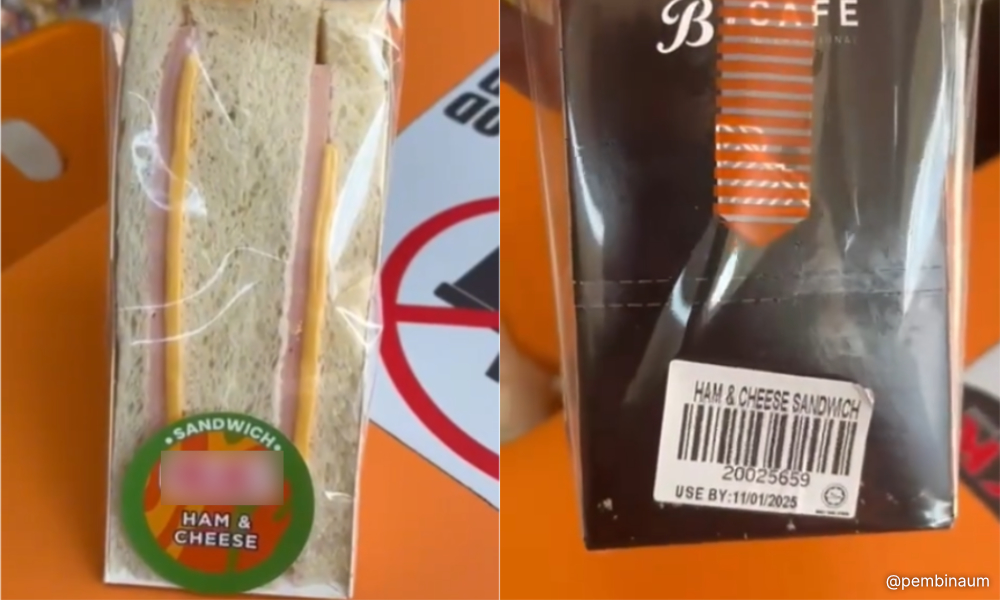 •SANDWICH•
HAM &
CHEESE
B
CAFE
HAM & CHEESE SANDWICH
20025659
USE BY:11/01/2025
@pembinaum